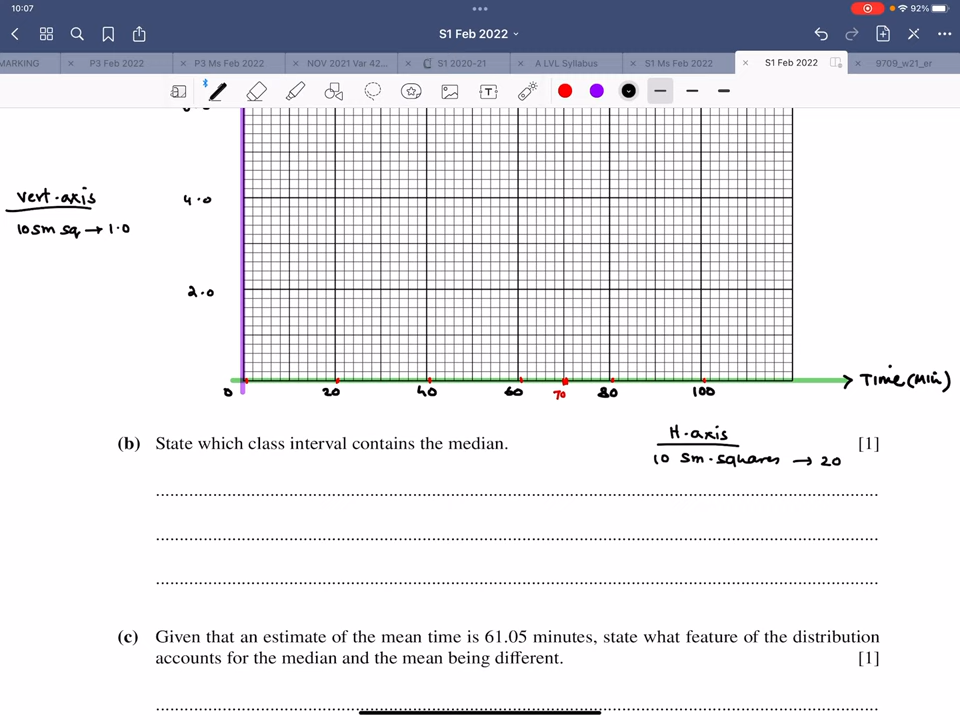 10:07
92%
S1 Feb 2022
MARKING
P3 Feb 2022
P3 Ms Feb 2022
NOV 2021 Var 42...
S1 2020-21
A LVL Syllabus
S1 Ms Feb 2022
S1 Feb 2022
9709_w21_er
vert.axis
10 sm sq → 1.0
4.0
2.0
0 20 40 60 70 80 100 Time (Min)
(b) State which class interval contains the median. [1]
H.axis
10 sm.squares → 20
(c) Given that an estimate of the mean time is 61.05 minutes, state what feature of the distribution
accounts for the median and the mean being different. [1]